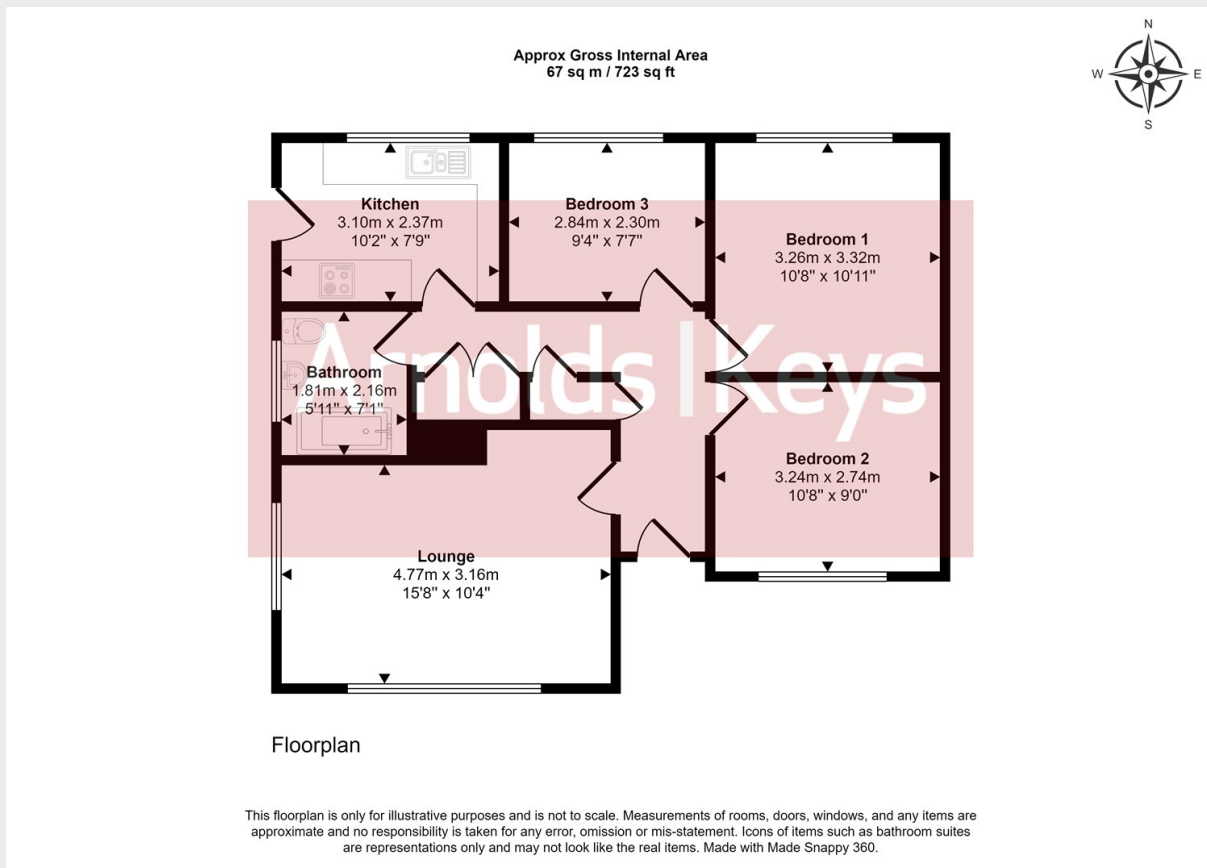 Approx Gross Internal Area
67 sq m / 723 sq ft
N
W
E
S
Kitchen
3.10m x 2.37m
10'2" x 7'9"
Bedroom 3
2.84m x 2.30m
9'4" x 7'7"
Bedroom 1
3.26m x 3.32m
10'8" x 10'11"
Arnolds | Keys
Bathroom
1.81m x 2.16m
5'11" x 7'1"
Bedroom 2
3.24m x 2.74m
10'8" x 9'0"
Lounge
4.77m x 3.16m
15'8" x 10'4"
Floorplan
This floorplan is only for illustrative purposes and is not to scale. Measurements of rooms, doors, windows, and any items are
approximate and no responsibility is taken for any error, omission or mis-statement. Icons of items such as bathroom suites
are representations only and may not look like the real items. Made with Made Snappy 360.